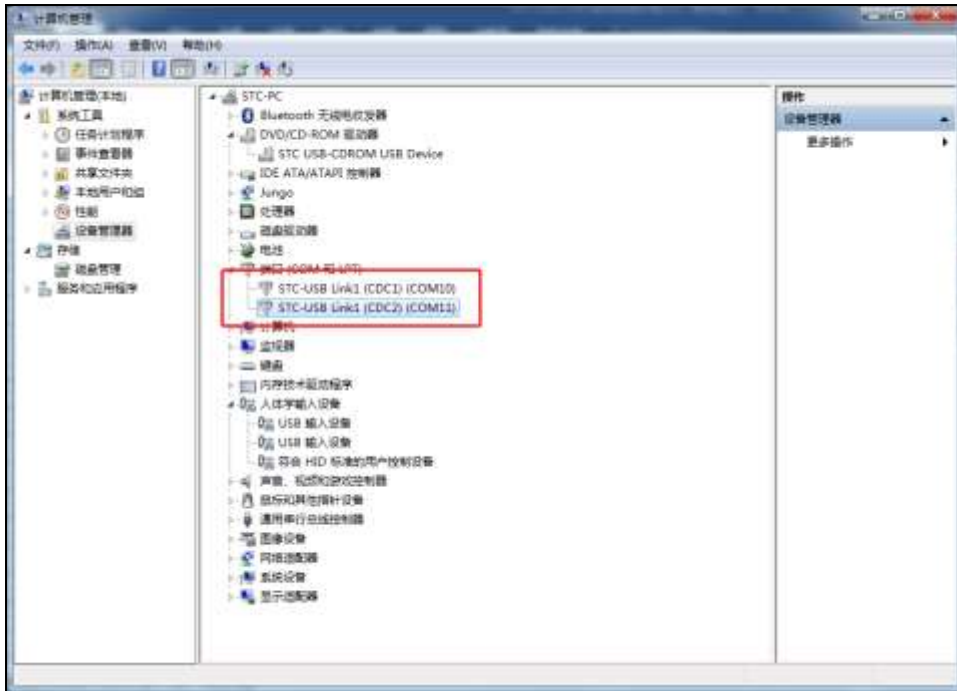 计算机管理
文件(F) 操作(A) 查看(V) 帮助(H)
计算机管理(本地)
系统工具
任务计划程序
事件查看器
共享文件夹
本地用户和组
性能
设备管理器
存储
磁盘管理
服务和应用程序
STC-PC
Bluetooth 无线电收发器
DVD/CD-ROM 驱动器
STC USB-CDROM USB Device
IDE ATA/ATAPI 控制器
Jungo
处理器
磁盘驱动器
电池
端口 (COM 和 LPT)
STC-USB Link1 (CDC1) (COM10)
STC-USB Link1 (CDC2) (COM11)
计算机
监视器
键盘
内存技术驱动程序
人体学输入设备
USB 输入设备
USB 输入设备
符合 HID 标准的用户控制设备
声音、视频和游戏控制器
鼠标和其他指针设备
通用串行总线控制器
图像设备
网络适配器
系统设备
显示适配器
操作
设备管理器
更多操作